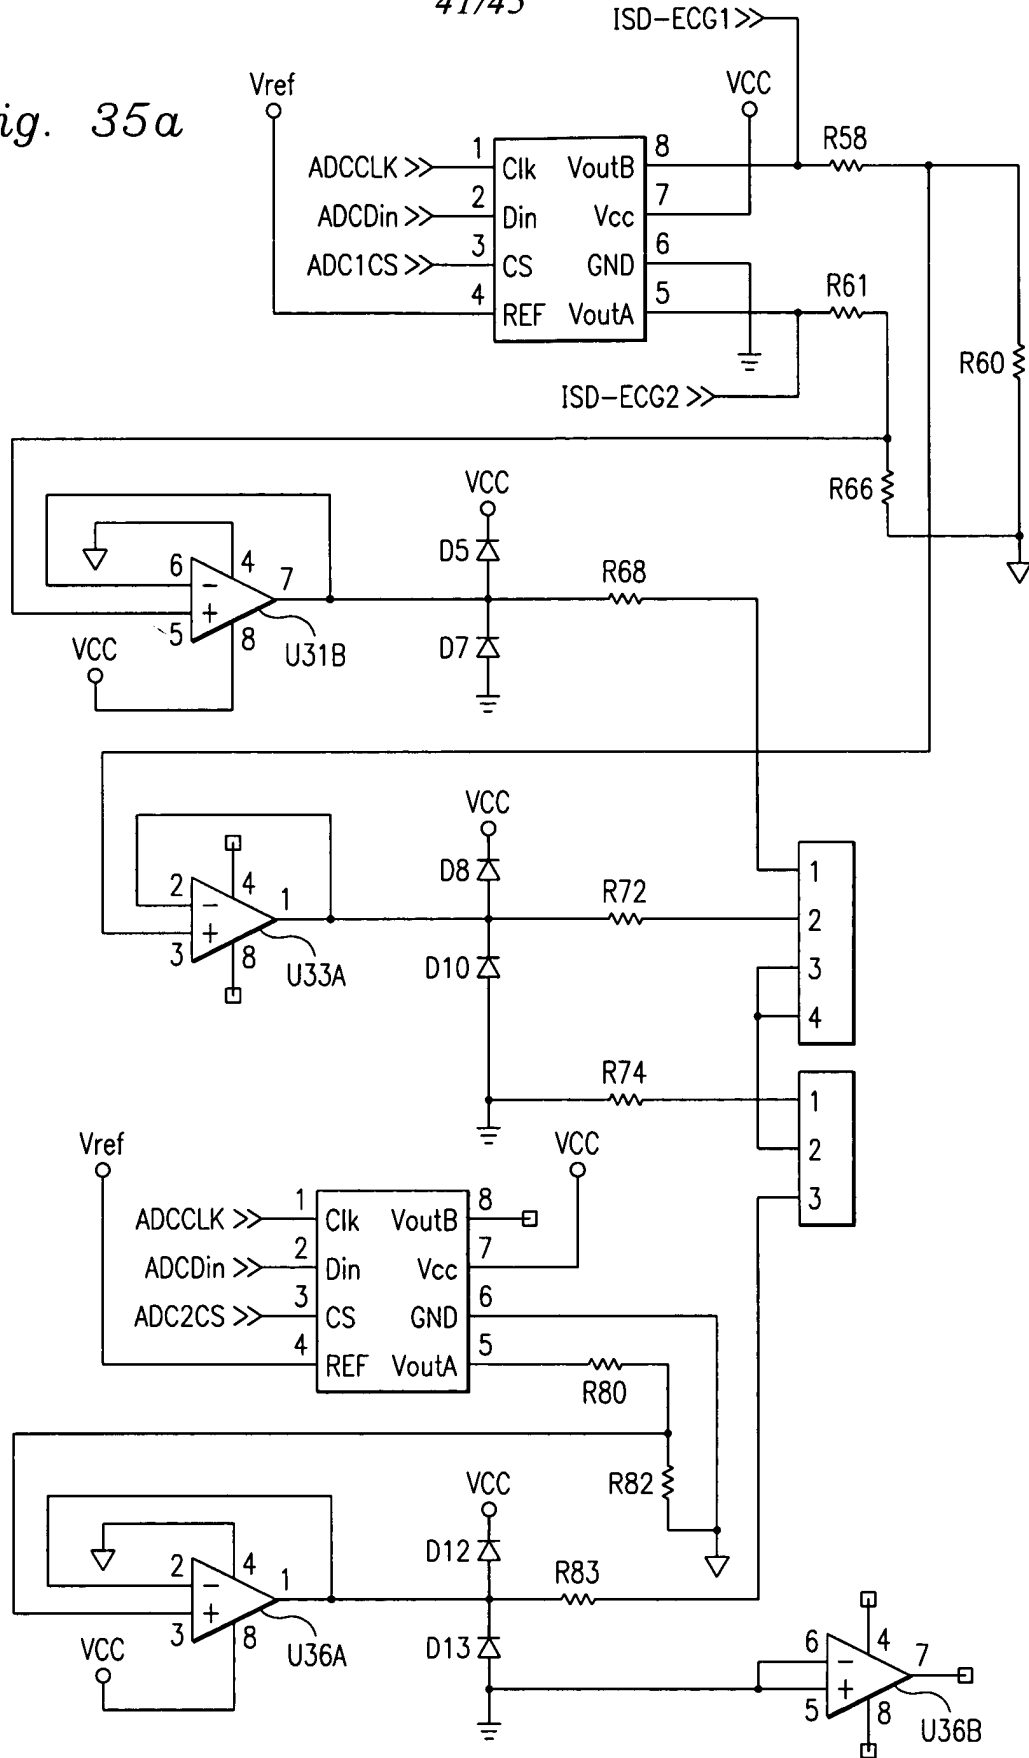 41/45
ISD-ECG1
ig. 35a
Vref
VCC
R58
ADCCLK 1 Clk VoutB 8
ADCDin 2 Din Vcc 7
ADC1CS 3 CS GND 6
4 REF VoutA 5
R61
R60
ISD-ECG2
R66
VCC
D5
R68
6 - 4 7
5 + 8
U31B
VCC
D7
VCC
D8
R72
2 - 4 1
3 + 8
U33A
D10
1
2
3
4
R74
1
2
3
Vref
VCC
ADCCLK 1 Clk VoutB 8
ADCDin 2 Din Vcc 7
ADC2CS 3 CS GND 6
4 REF VoutA 5
R80
R82
VCC
D12
R83
2 - 4 1
3 + 8
U36A
VCC
D13
6 - 4 7
5 + 8
U36B